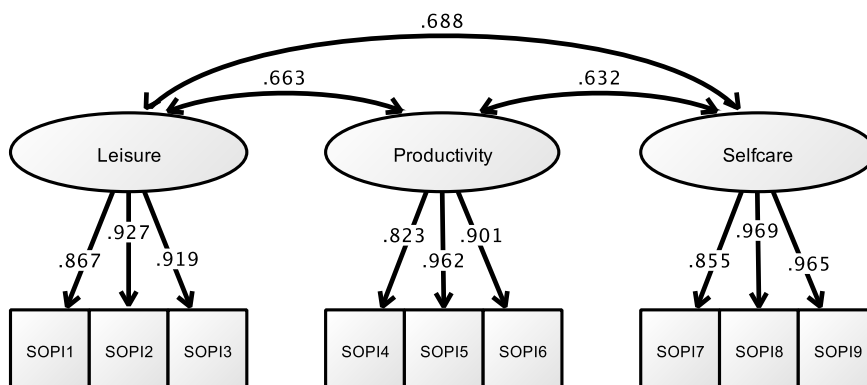 .688
.663
.632
Leisure
Productivity
Selfcare
.867
.927
.919
.823
.962
.901
.855
.969
.965
SOPI1
SOPI2
SOPI3
SOPI4
SOPI5
SOPI6
SOPI7
SOPI8
SOPI9